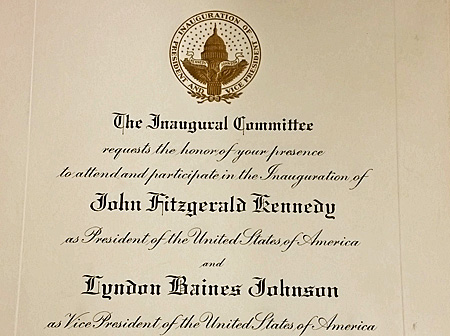 INAUGURATION OF
PRESIDENT AND VICE PRESIDENT
The Inaugural Committee
requests the honor of your presence
to attend and participate in the Inauguration of
John Fitzgerald Kennedy
as President of the United States of America
and
Lyndon Baines Johnson
as Vice President of the United States of America